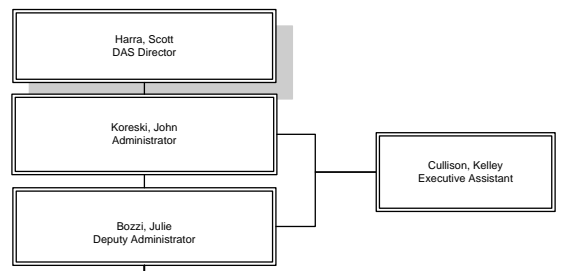 Harra, Scott
DAS Director
Koreski, John
Administrator
Cullison, Kelley
Executive Assistant
Bozzi, Julie
Deputy Administrator